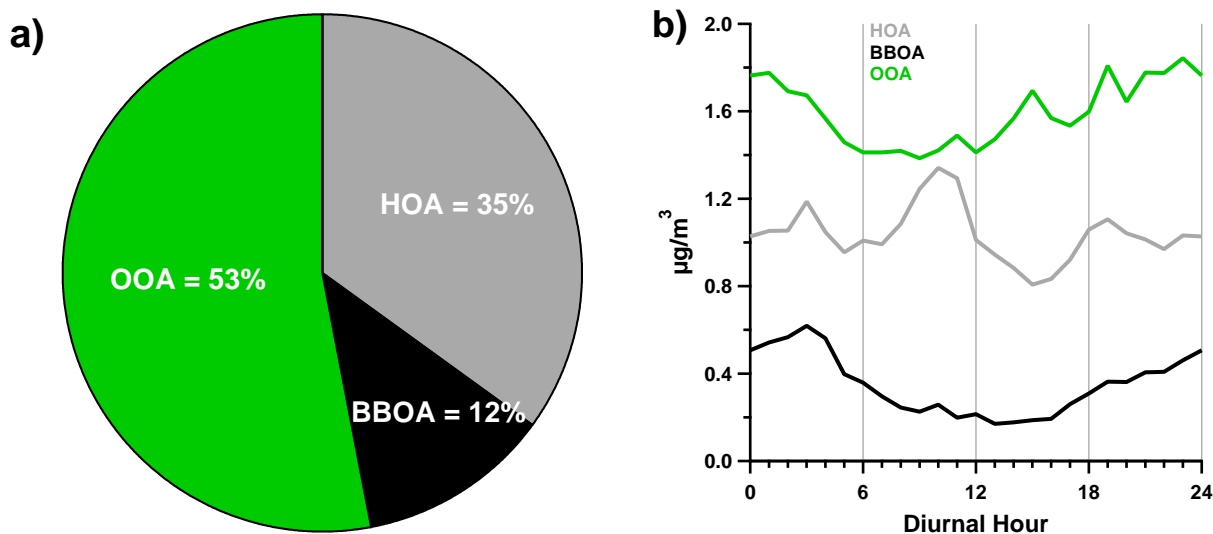 a)
HOA = 35%
OOA = 53%
BBOA = 12%
b)
HOA
BBOA
OOA
2.0
1.6
1.2
0.8
0.4
0.0
µg/m³
0 6 12 18 24
Diurnal Hour